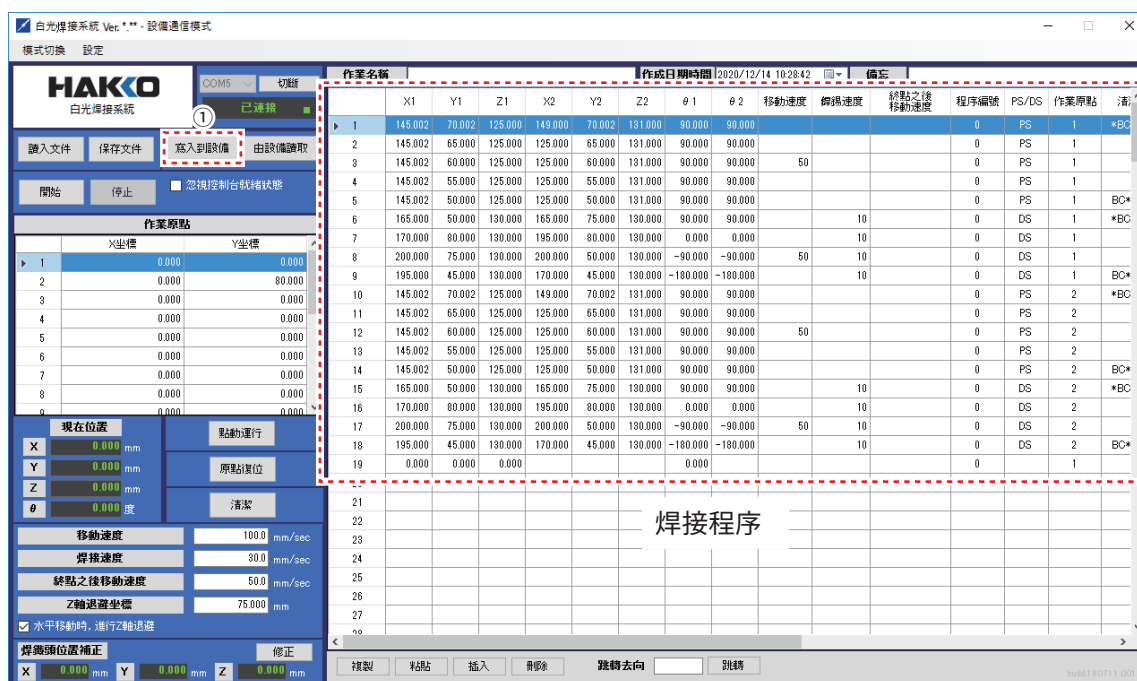 白光焊接系統 Ver. *.** - 設備通信模式
模式切換 設定
HAKKO
白光焊接系統
COM5 切斷
已連接
①
讀入文件 保存文件 寫入到設備 由設備讀取
開始 停止 忽視控制台就緒狀態
作業原點
X坐標 Y坐標
1 0.000 0.000
2 0.000 80.000
3 0.000 0.000
4 0.000 0.000
5 0.000 0.000
6 0.000 0.000
7 0.000 0.000
8 0.000 0.000
9 0.000 0.000
現在位置
X 0.000 mm
Y 0.000 mm
Z 0.000 mm
θ 0.000 度
點動運行
原點復位
清潔
移動速度 100.0 mm/sec
焊接速度 30.0 mm/sec
終點之後移動速度 50.0 mm/sec
Z軸退避坐標 75.000 mm
水平移動時, 進行Z軸退避
焊鐵頭位置補正 修正
X 0.000 mm Y 0.000 mm Z 0.000 mm
作業名稱 作成日期時間 2020/12/14 10:28:42 備忘
X1 Y1 Z1 X2 Y2 Z2 θ1 θ2 移動速度 銲錫速度 終點之後移動速度 程序編號 PS/DS 作業原點
1 145.002 70.002 125.000 149.000 70.002 131.000 90.000 90.000 0 PS 1 *BC
2 145.002 65.000 125.000 125.000 65.000 131.000 90.000 90.000 0 PS 1
3 145.002 60.000 125.000 125.000 60.000 131.000 90.000 90.000 50 0 PS 1
4 145.002 55.000 125.000 125.000 55.000 131.000 90.000 90.000 0 PS 1
5 145.002 50.000 125.000 125.000 50.000 131.000 90.000 90.000 0 PS 1 BC*
6 165.000 50.000 130.000 165.000 75.000 130.000 90.000 90.000 10 0 DS 1 *BC
7 170.000 80.000 130.000 195.000 80.000 130.000 0.000 0.000 10 0 DS 1
8 200.000 75.000 130.000 200.000 50.000 130.000 -90.000 -90.000 50 10 0 DS 1
9 195.000 45.000 130.000 170.000 45.000 130.000 -180.000 -180.000 10 0 DS 1 BC*
10 145.002 70.002 125.000 149.000 70.002 131.000 90.000 90.000 0 PS 2 *BC
11 145.002 65.000 125.000 125.000 65.000 131.000 90.000 90.000 0 PS 2
12 145.002 60.000 125.000 125.000 60.000 131.000 90.000 90.000 50 0 PS 2
13 145.002 55.000 125.000 125.000 55.000 131.000 90.000 90.000 0 PS 2
14 145.002 50.000 125.000 125.000 50.000 131.000 90.000 90.000 0 PS 2 BC*
15 165.000 50.000 130.000 165.000 75.000 130.000 90.000 90.000 10 0 DS 2 *BC
16 170.000 80.000 130.000 195.000 80.000 130.000 0.000 0.000 10 0 DS 2
17 200.000 75.000 130.000 200.000 50.000 130.000 -90.000 -90.000 50 10 0 DS 2
18 195.000 45.000 130.000 170.000 45.000 130.000 -180.000 -180.000 10 0 DS 2 BC*
19 0.000 0.000 0.000 0.000 0 1
21
22
23
24
25
26
27
焊接程序
複製 粘貼 插入 刪除 跳轉去向 跳轉
build180711.001